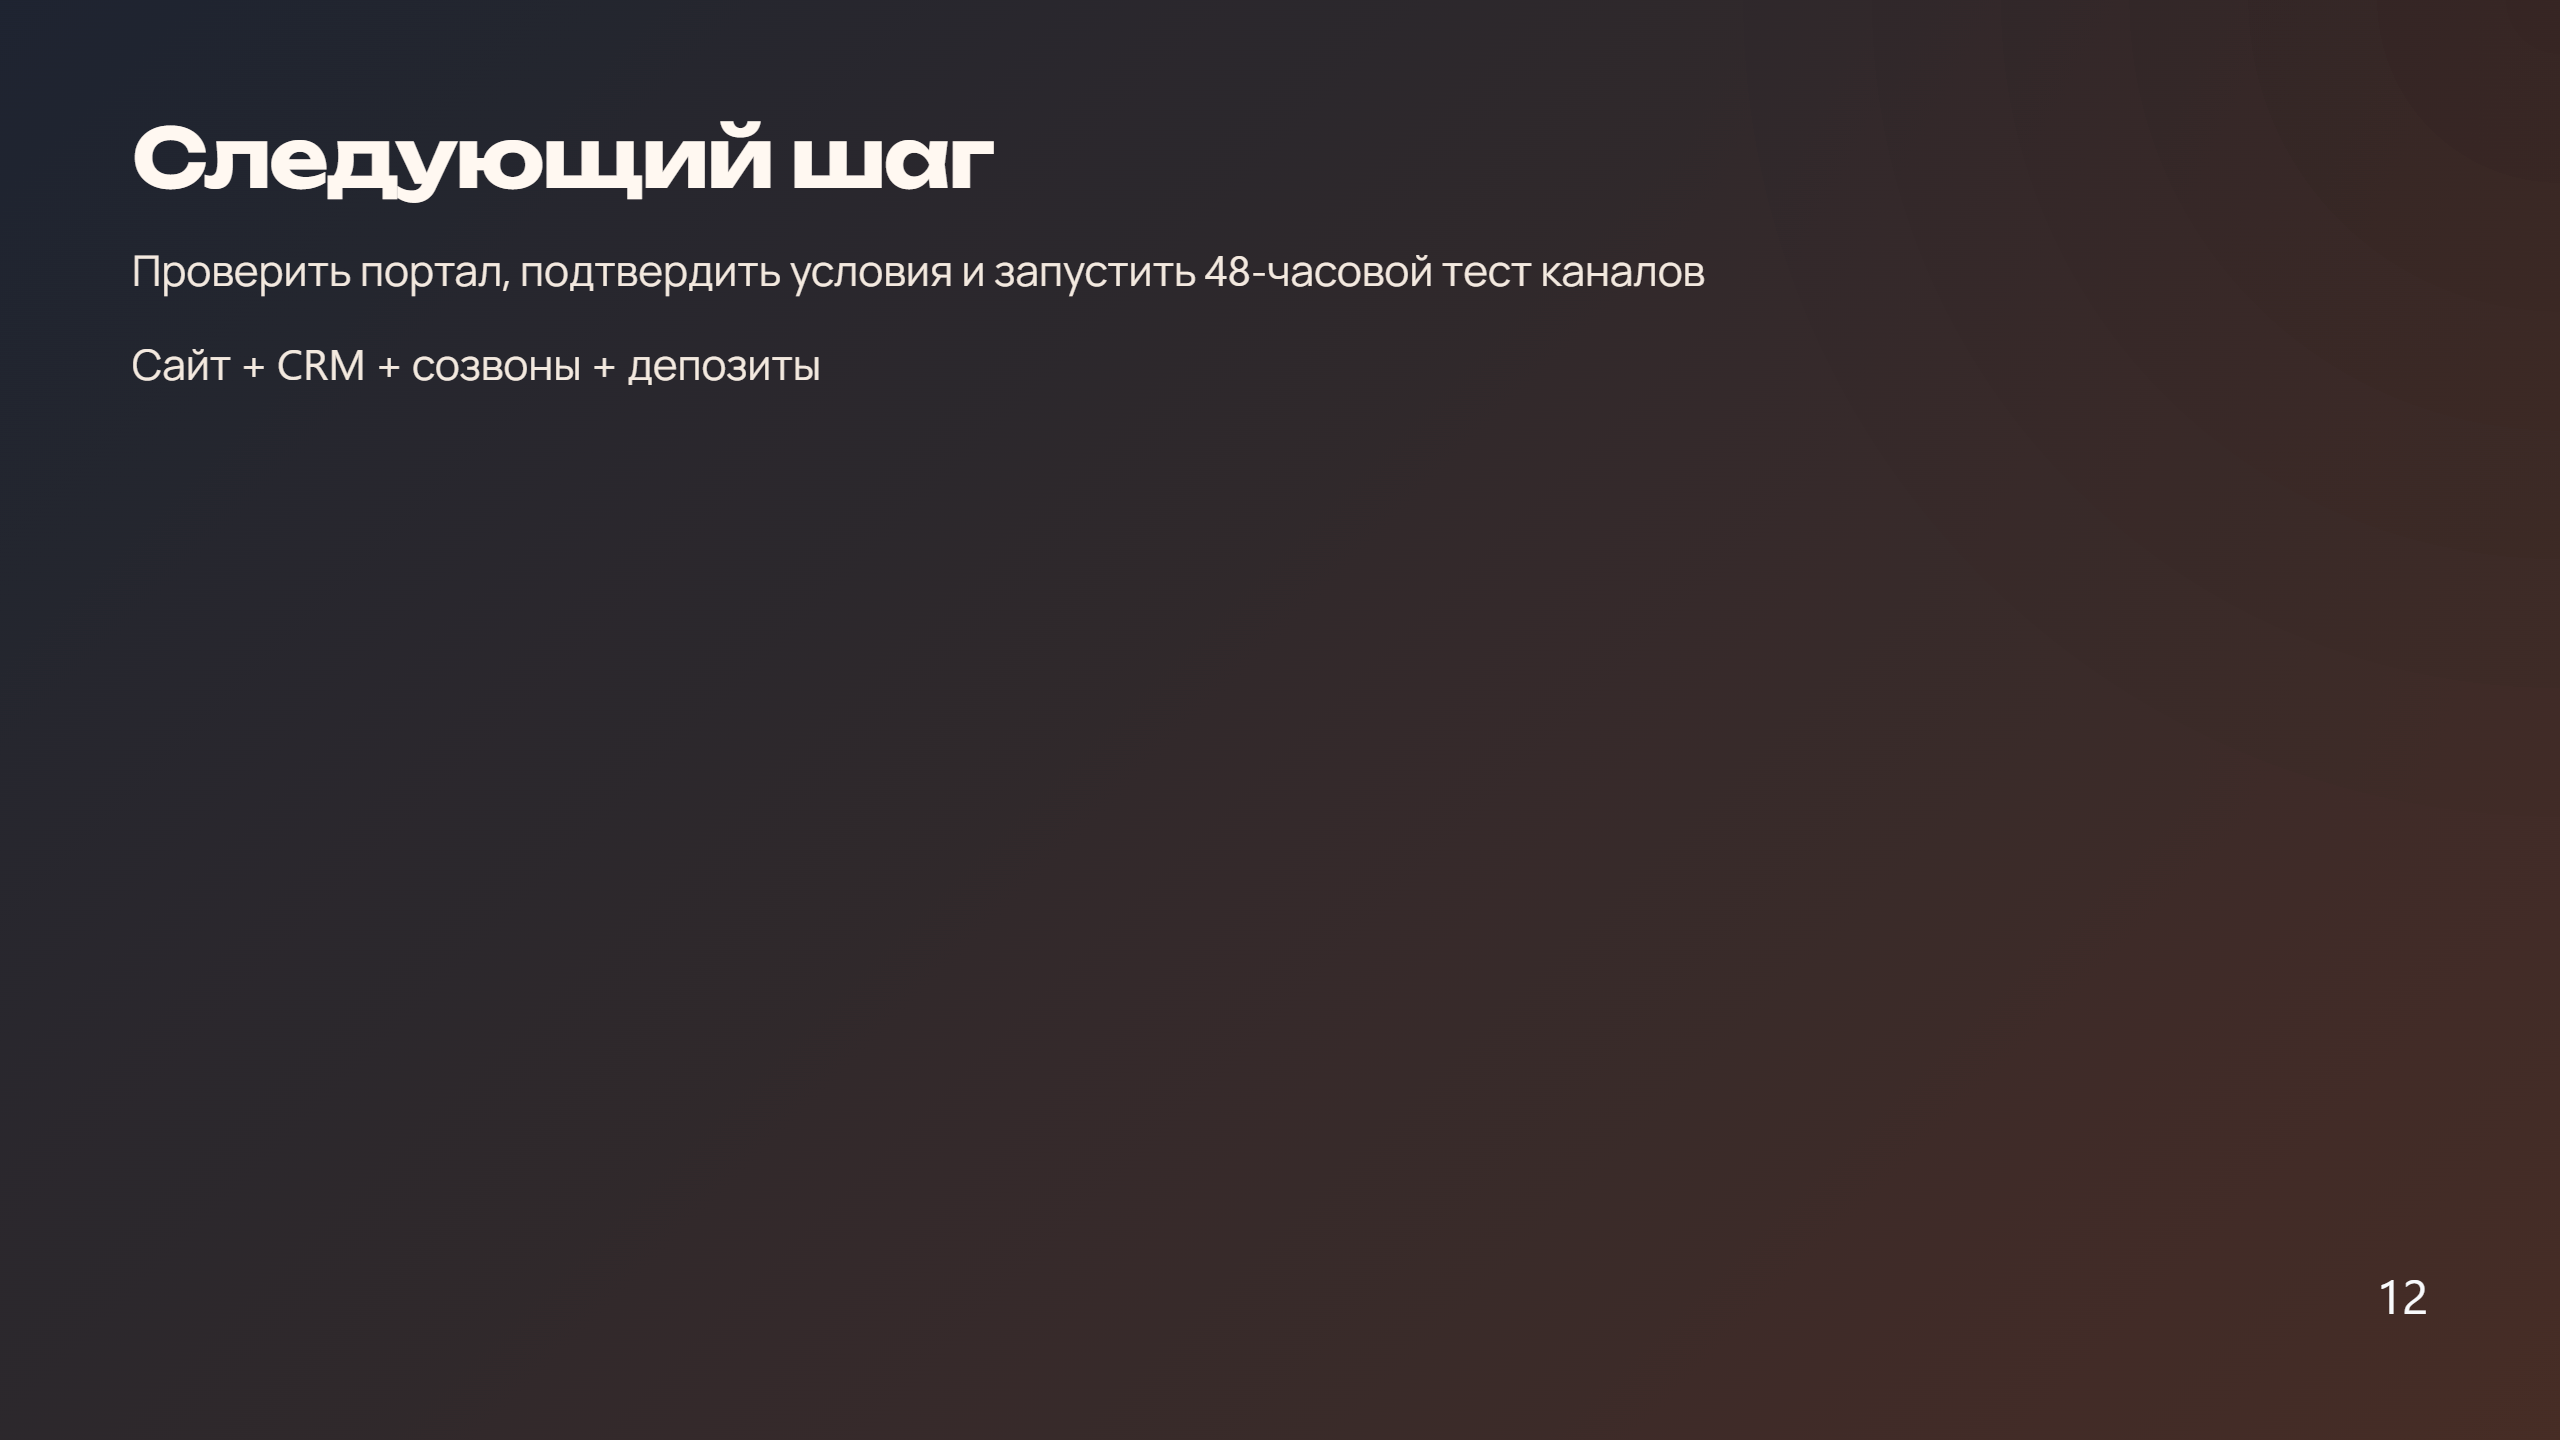 Следующий шаг
Проверить портал, подтвердить условия и запустить 48-часовой тест каналов
Сайт + CRM + созвоны + депозиты
12